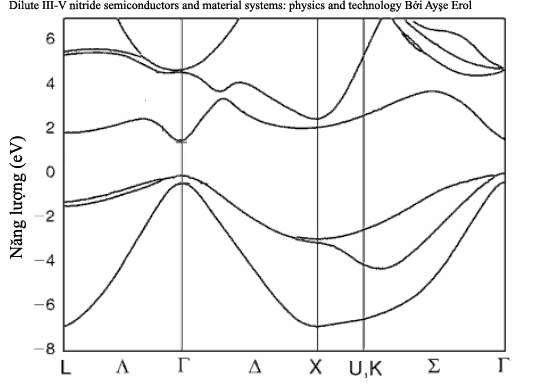 Dilute III-V nitride semiconductors and material systems: physics and technology Bởi Ayşe Erol
Năng lượng (eV)
6
4
2
0
−2
−4
−6
−8
L Λ Γ Δ X U,K Σ Γ